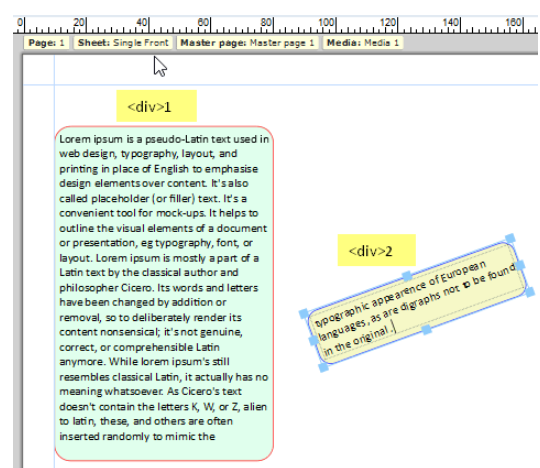 0 20 40 60 80 100 120 140 160
Page: 1 Sheet: Single Front Master page: Master page 1 Media: Media 1
<div>1
Lorem ipsum is a pseudo-Latin text used in
web design, typography, layout, and
printing in place of English to emphasise
design elements over content. It's also
called placeholder (or filler) text. It's a
convenient tool for mock-ups. It helps to
outline the visual elements of a document
or presentation, eg typography, font, or
layout. Lorem ipsum is mostly a part of a
Latin text by the classical author and
philosopher Cicero. Its words and letters
have been changed by addition or
removal, so to deliberately render its
content nonsensical; it's not genuine,
correct, or comprehensible Latin
anymore. While lorem ipsum's still
resembles classical Latin, it actually has no
meaning whatsoever. As Cicero's text
doesn't contain the letters K, W, or Z, alien
to latin, these, and others are often
inserted randomly to mimic the
<div>2
typographic appearence of European
languages, as are digraphs not to be found
in the original.